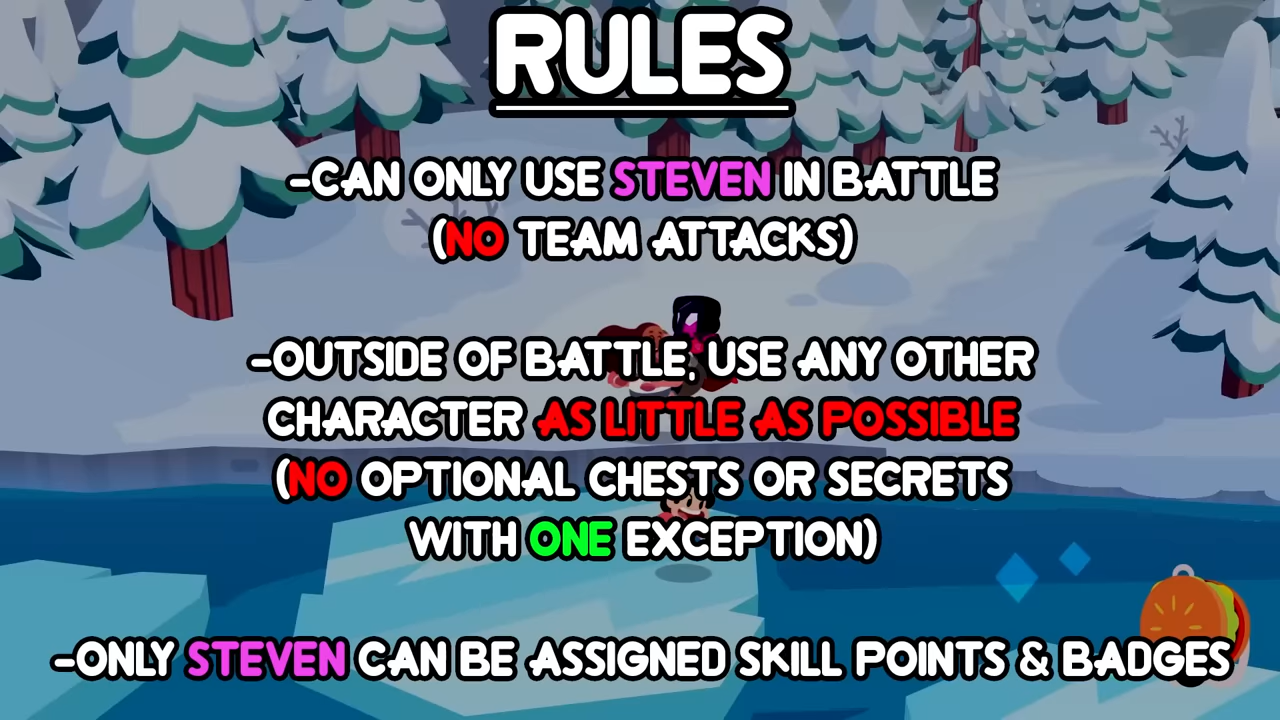 RULES
-CAN ONLY USE STEVEN IN BATTLE
(NO TEAM ATTACKS)
-OUTSIDE OF BATTLE, USE ANY OTHER
CHARACTER AS LITTLE AS POSSIBLE
(NO OPTIONAL CHESTS OR SECRETS
WITH ONE EXCEPTION)
-ONLY STEVEN CAN BE ASSIGNED SKILL POINTS & BADGES